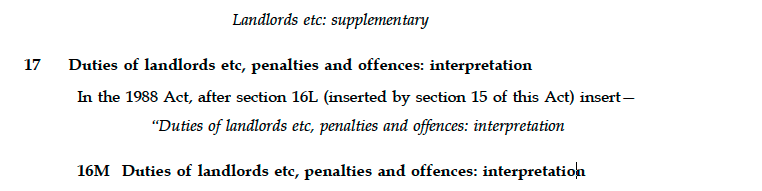 Landlords etc: supplementary
17 Duties of landlords etc, penalties and offences: interpretation
In the 1988 Act, after section 16L (inserted by section 15 of this Act) insert—
“Duties of landlords etc, penalties and offences: interpretation
16M Duties of landlords etc, penalties and offences: interpretation